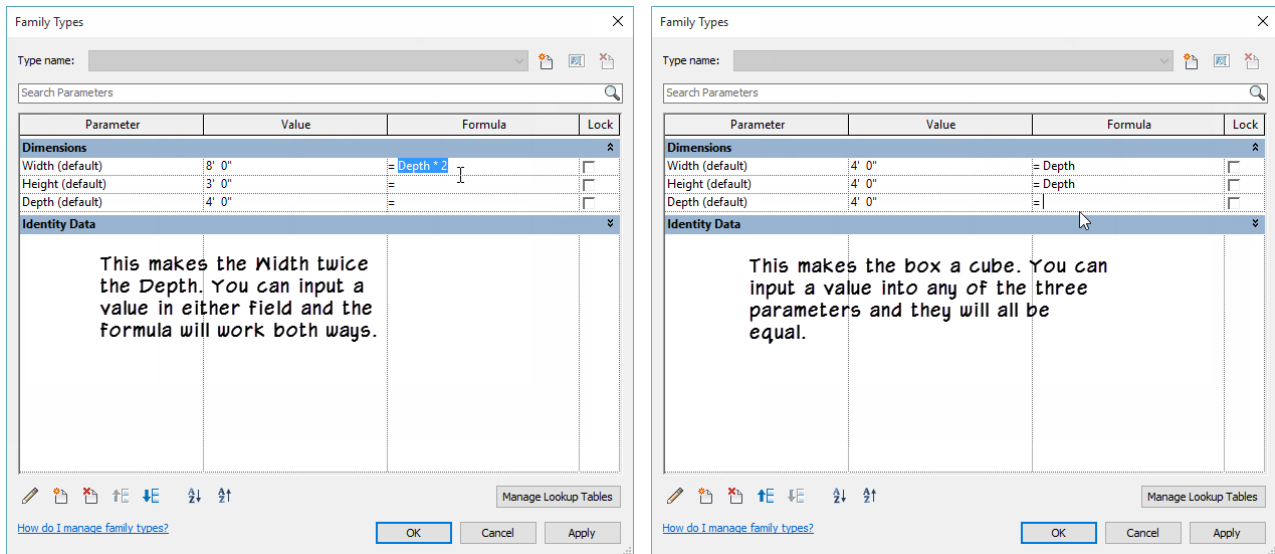 Family Types
Type name:
Search Parameters
Parameter Value Formula Lock
Dimensions
Width (default) 8' 0" = Depth * 2
Height (default) 3' 0" =
Depth (default) 4' 0" =
Identity Data
This makes the Width twice
the Depth. You can input a
value in either field and the
formula will work both ways.
Manage Lookup Tables
How do I manage family types?
OK Cancel Apply
Family Types
Type name:
Search Parameters
Parameter Value Formula Lock
Dimensions
Width (default) 4' 0" = Depth
Height (default) 4' 0" = Depth
Depth (default) 4' 0" =
Identity Data
This makes the box a cube. You can
input a value into any of the three
parameters and they will all be
equal.
Manage Lookup Tables
How do I manage family types?
OK Cancel Apply